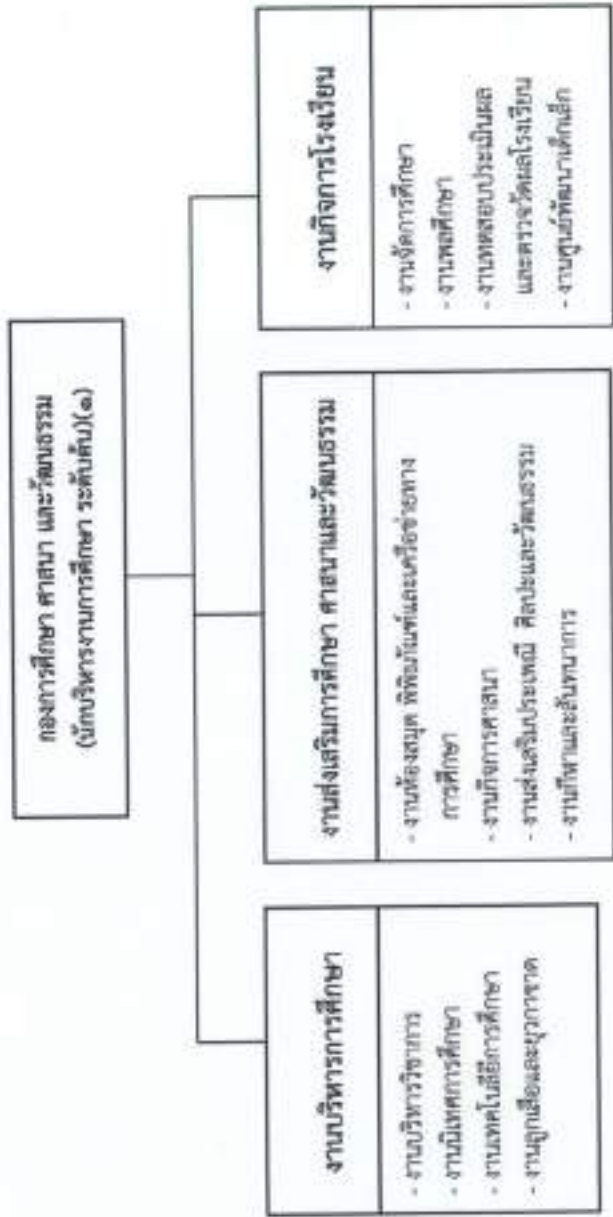 กองการศึกษา ศาสนา และวัฒนธรรม
(นักบริหารงานการศึกษา ระดับต้น)(๑)
งานบริหารการศึกษา
- งานบริหารวิชาการ
- งานนิเทศการศึกษา
- งานเทคโนโลยีการศึกษา
- งานลูกเสือและยุวกาชาด
งานส่งเสริมการศึกษา ศาสนาและวัฒนธรรม
- งานห้องสมุด พิพิธภัณฑ์และเครือข่ายทาง
การศึกษา
- งานกิจการศาสนา
- งานส่งเสริมประเพณี ศิลปะและวัฒนธรรม
- งานกีฬาและสันทนาการ
งานกิจการโรงเรียน
- งานจัดการศึกษา
- งานพลศึกษา
- งานทดสอบประเมินผล
และตรวจวัดผลโรงเรียน
- งานศูนย์พัฒนาเด็กเล็ก